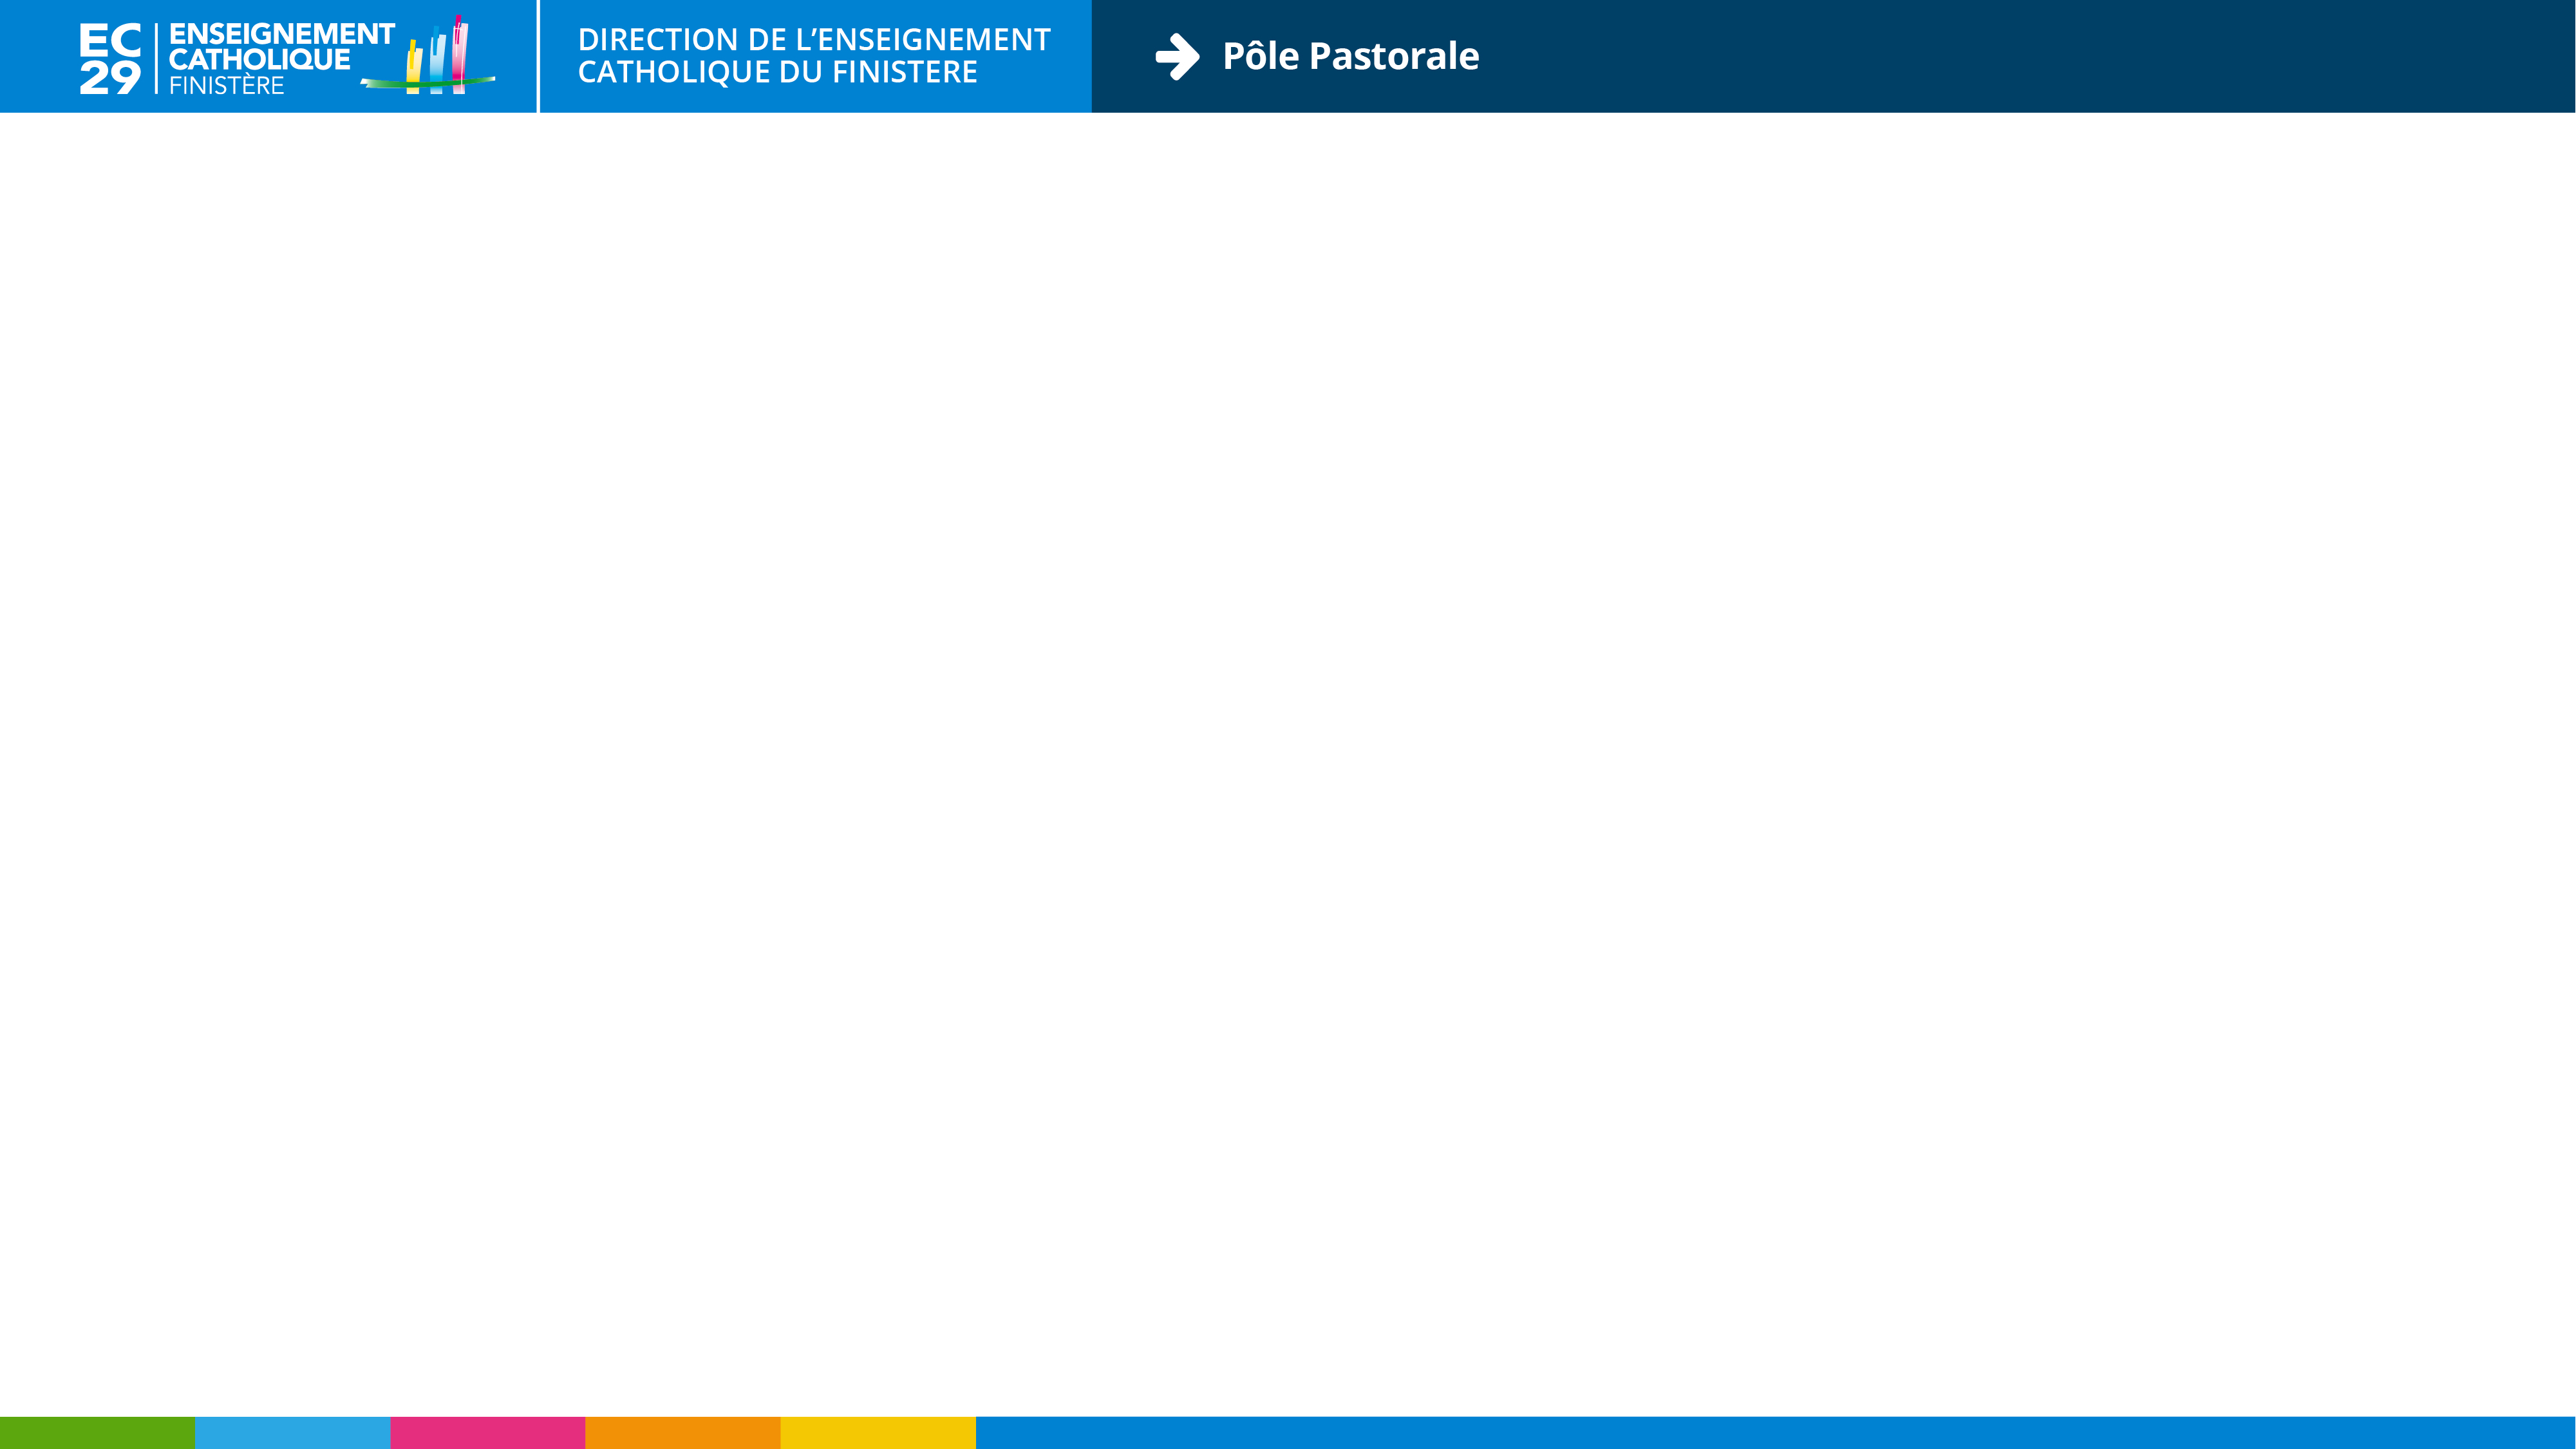 EC
29
ENSEIGNEMENT
CATHOLIQUE
FINISTÈRE
DIRECTION DE L’ENSEIGNEMENT
CATHOLIQUE DU FINISTERE
Pôle Pastorale